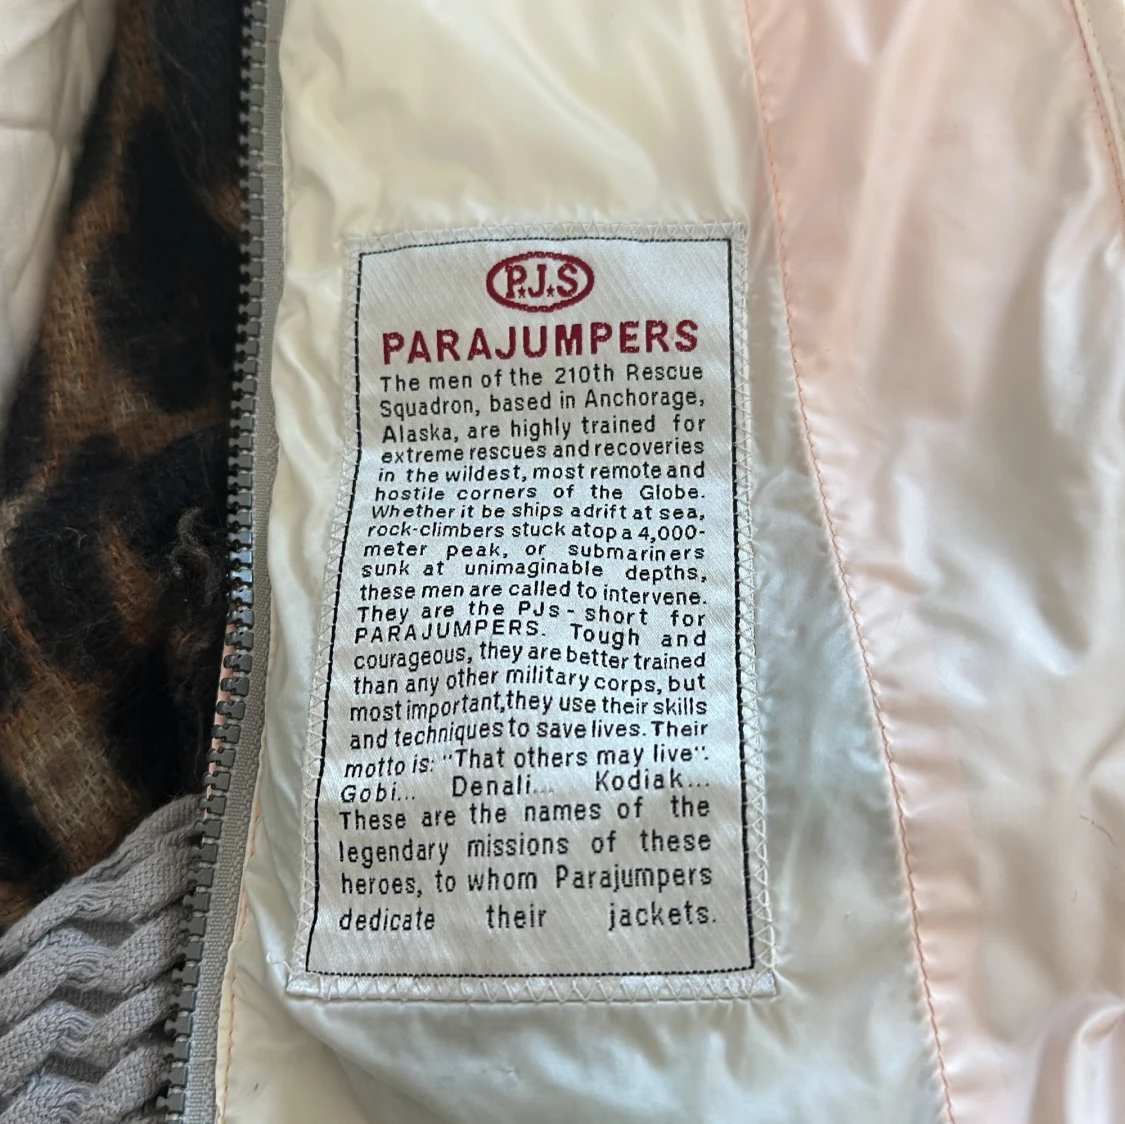 P.J.S
PARAJUMPERS
The men of the 210th Rescue
Squadron, based in Anchorage,
Alaska, are highly trained for
extreme rescues and recoveries
in the wildest, most remote and
hostile corners of the Globe.
Whether it be ships adrift at sea,
rock-climbers stuck atop a 4,000-
meter peak, or submariners
sunk at unimaginable depths,
these men are called to intervene.
They are the PJs - short for
PARAJUMPERS. Tough and
courageous, they are better trained
than any other military corps, but
most important,they use their skills
and techniques to save lives. Their
motto is: "That others may live".
Gobi... Denali... Kodiak...
These are the names of the
legendary missions of these
heroes, to whom Parajumpers
dedicate their jackets.